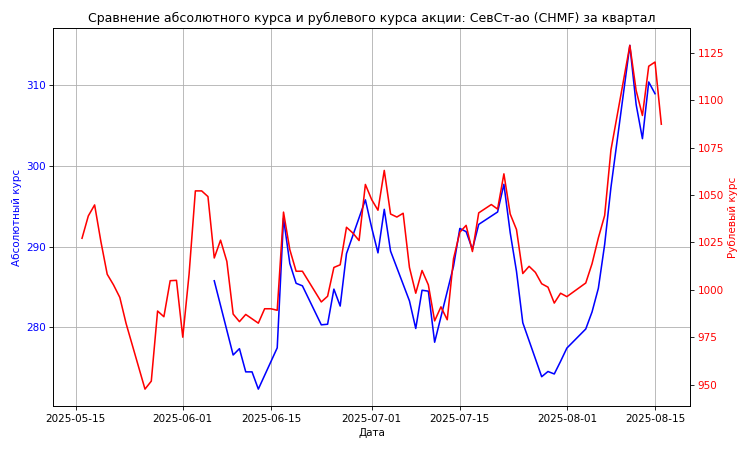 Сравнение абсолютного курса и рублевого курса акции: СевСт-ао (CHMF) за квартал
Абсолютный курс
310
300
290
280
1125
1100
1075
1050
1025
1000
975
950
Рублевый курс
2025-05-15 2025-06-01 2025-06-15 2025-07-01 2025-07-15 2025-08-01 2025-08-15
Дата